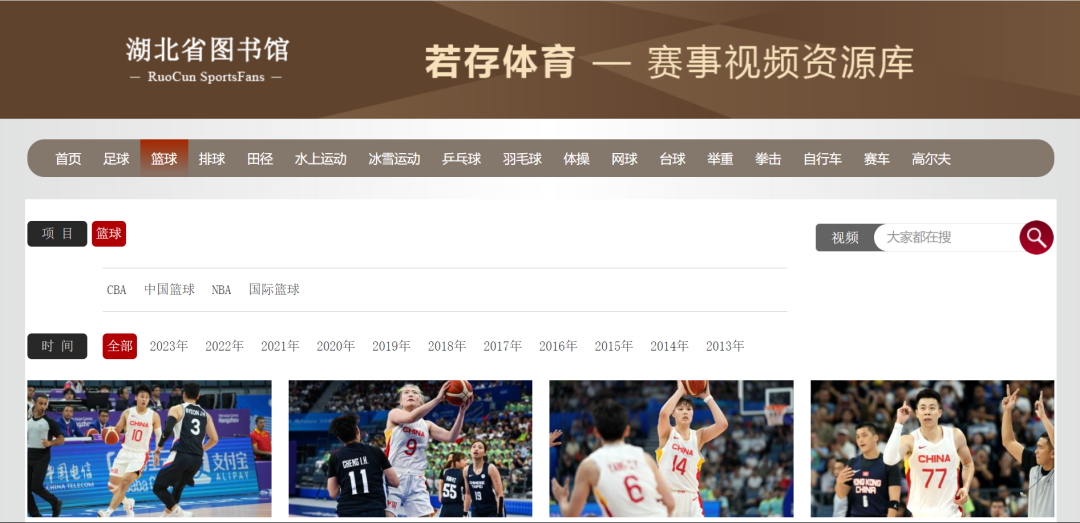 湖北省图书馆
— RuoCun SportsFans —
若存体育 — 赛事视频资源库
首页 足球 篮球 排球 田径 水上运动 冰雪运动 乒乓球 羽毛球 体操 网球 台球 举重 拳击 自行车 赛车 高尔夫
项 目 篮球
视频 大家都在搜
CBA 中国篮球 NBA 国际篮球
时 间 全部 2023年 2022年 2021年 2020年 2019年 2018年 2017年 2016年 2015年 2014年 2013年
CHINA
10
3
中国电信
CHINA TELECOM
支付宝
ALIPAY
CHINA
9
CHENG I.H.
11
55
19
6
CHINA
14
HONG KONG
CHINA
CHINA
77